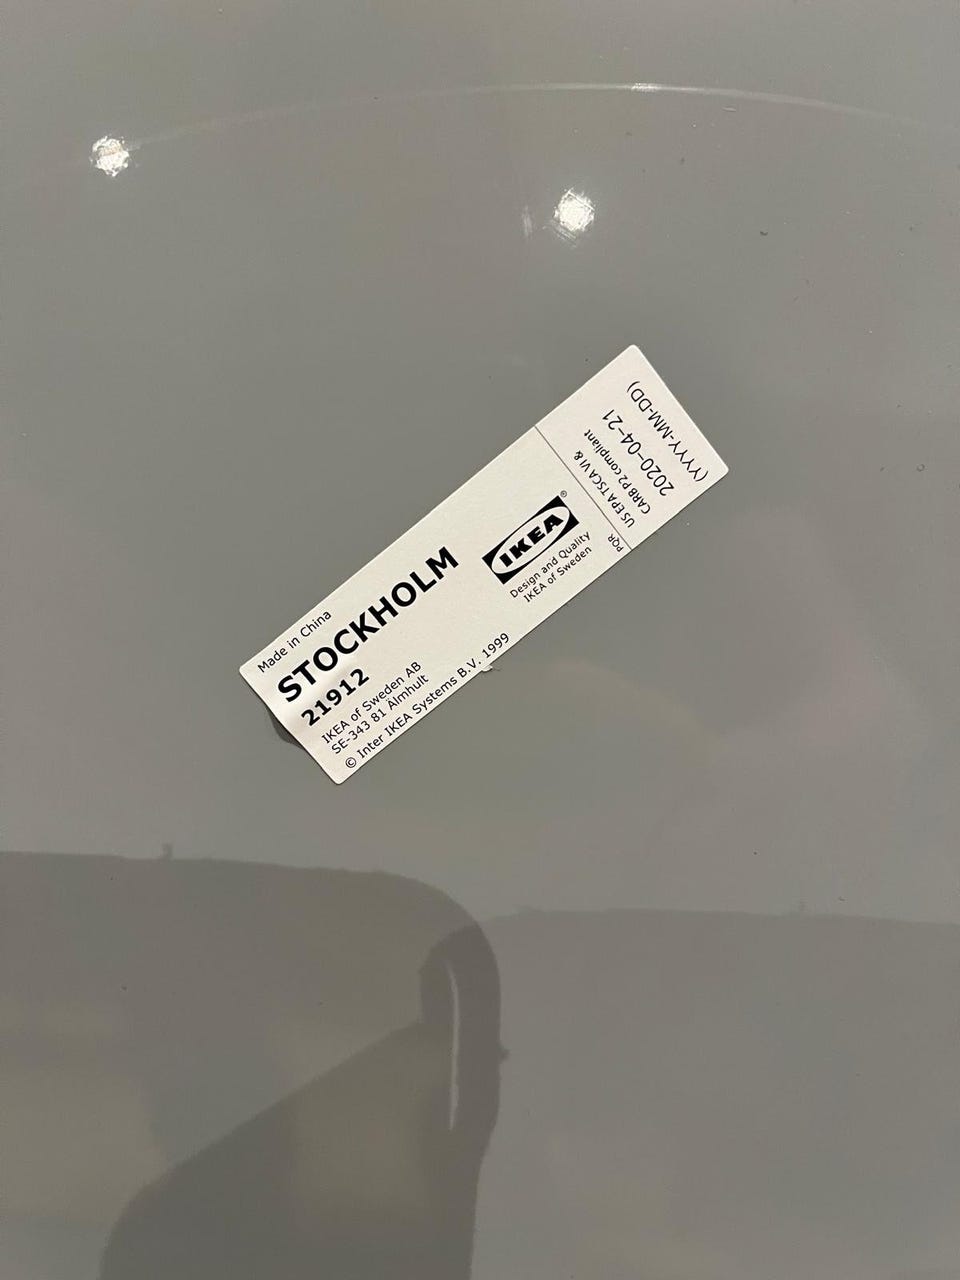 Made in China
STOCKHOLM
21912
IKEA of Sweden AB
SE-343 81 Älmhult
© Inter IKEA Systems B.V. 1999
IKEA®
Design and Quality
IKEA of Sweden
PQR
US EPA TSCA VI &
CARB P2 compliant
2020-04-21
(YYYY-MM-DD)